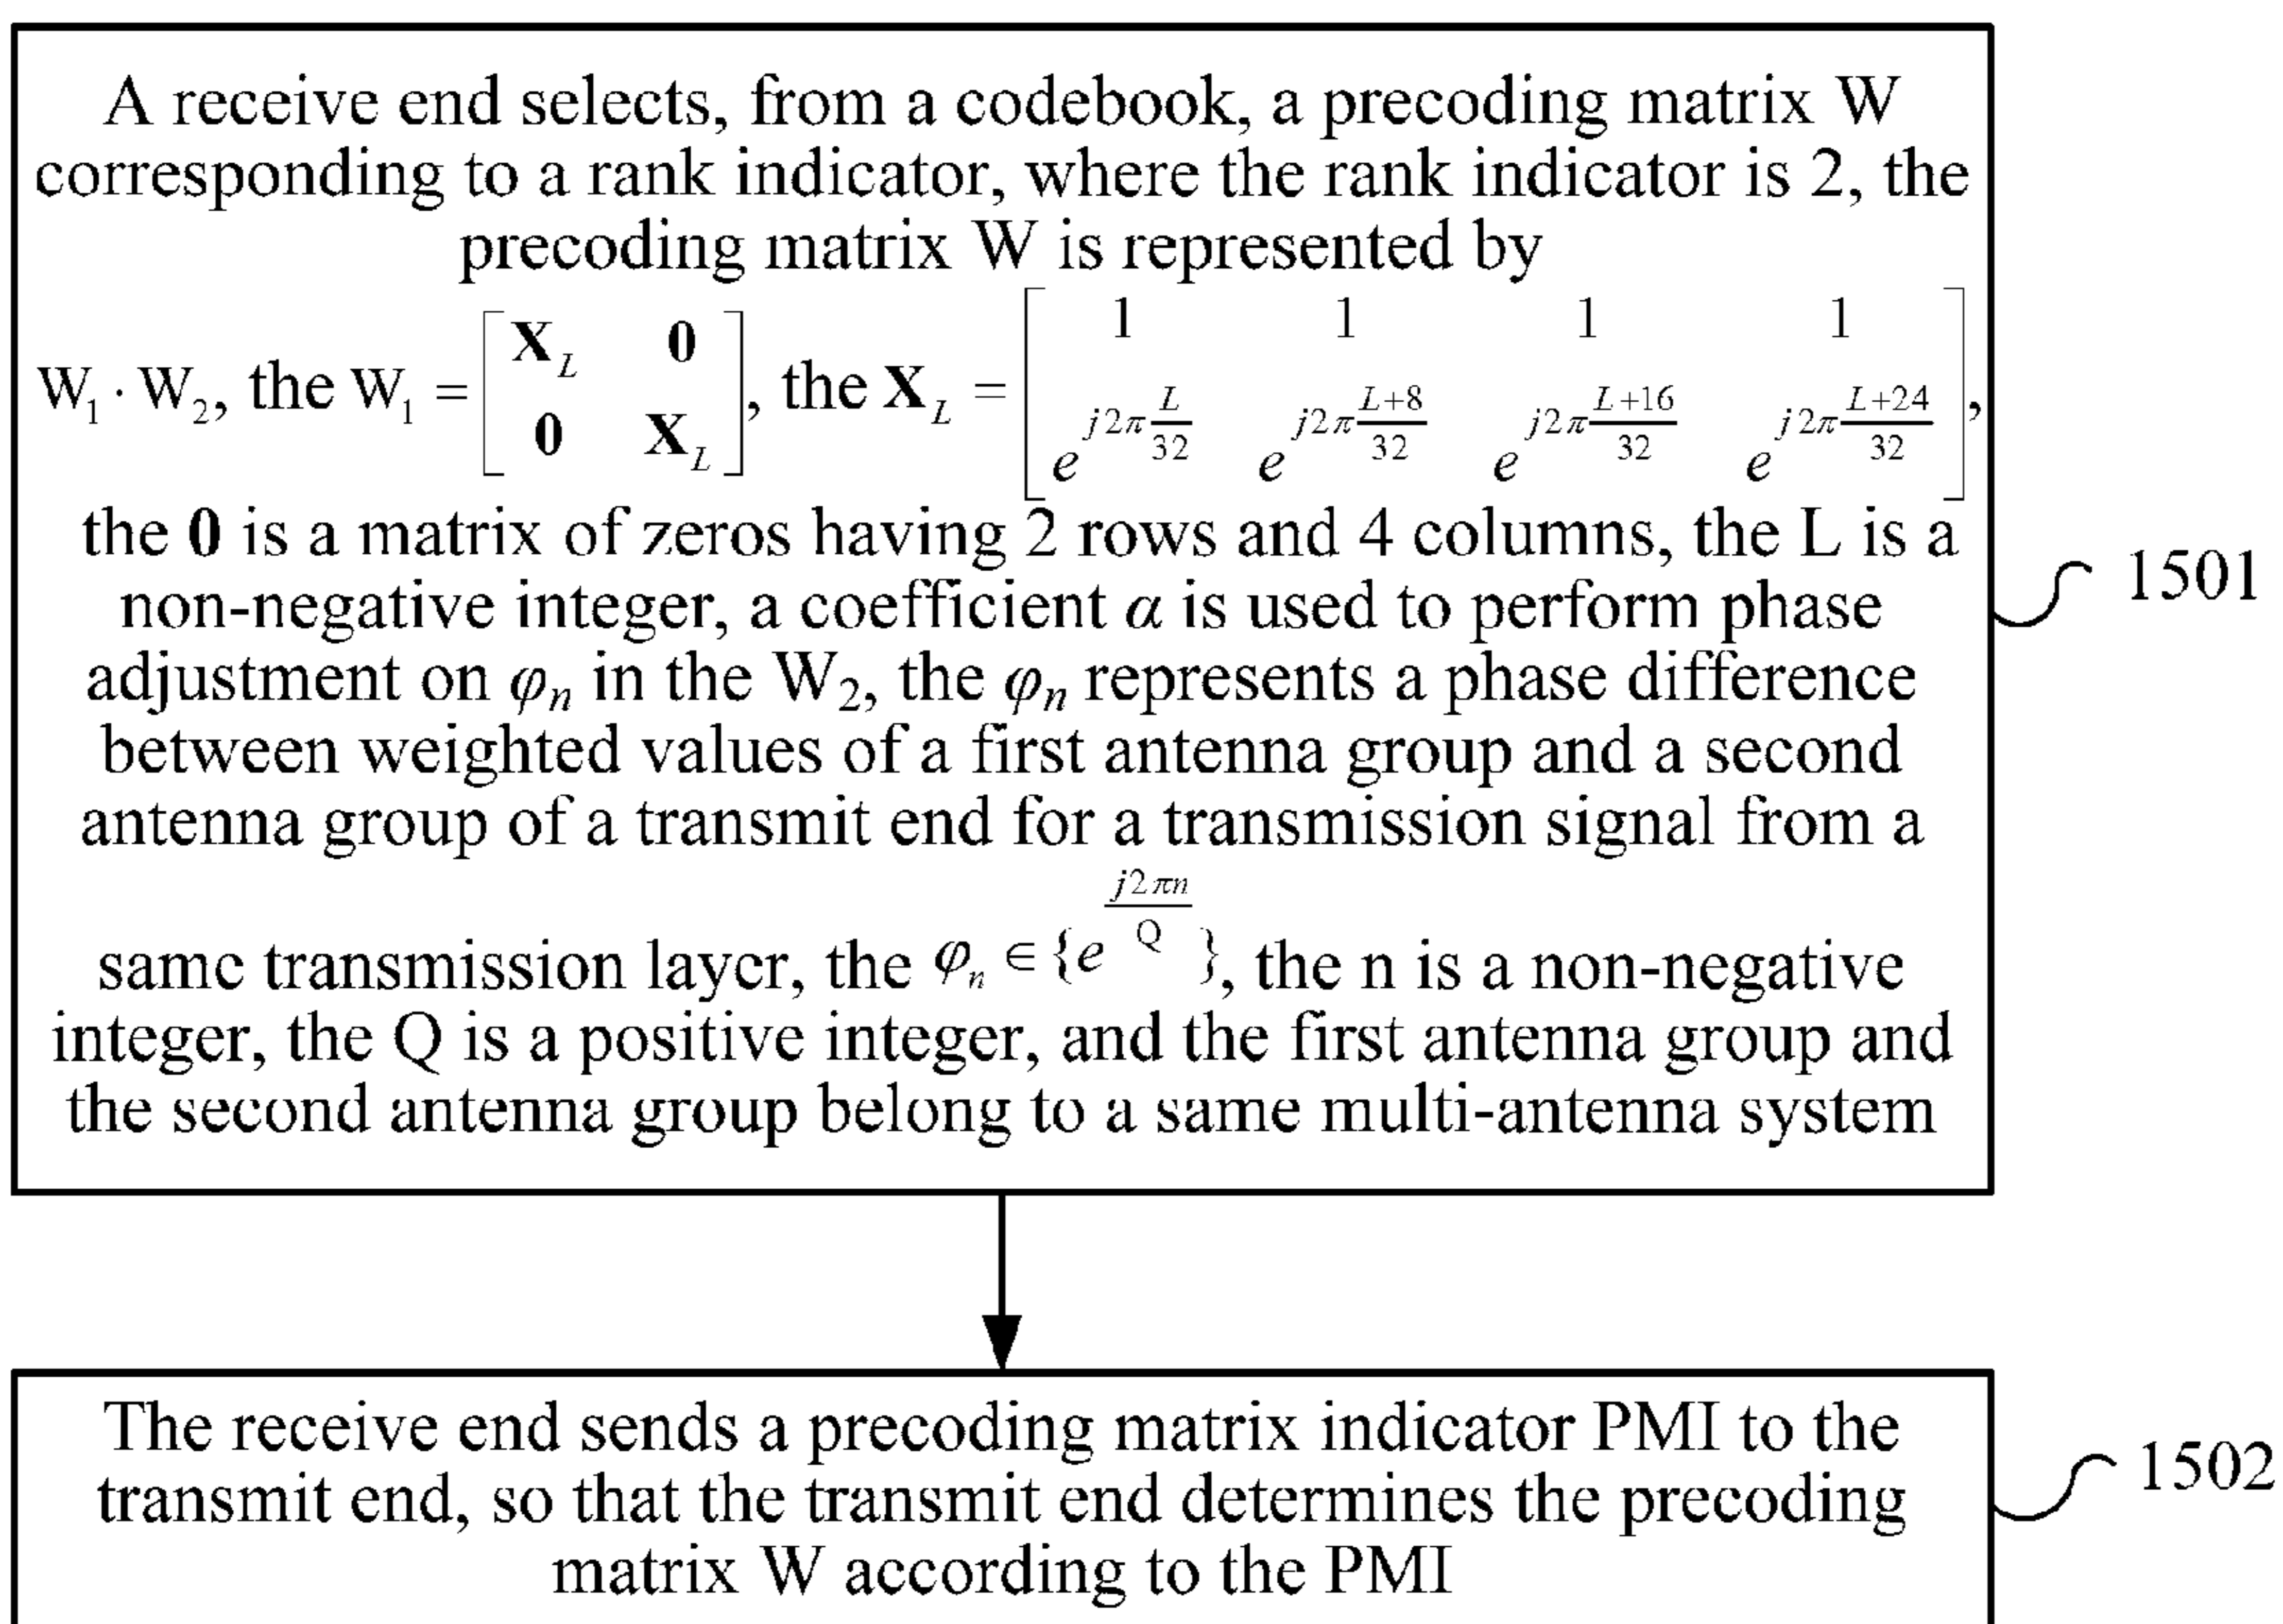 A receive end selects, from a codebook, a precoding matrix W
corresponding to a rank indicator, where the rank indicator is 2, the
precoding matrix W is represented by
W₁ · W₂, the W₁ = [X_L 0; 0 X_L], the X_L = [1 1 1 1; e^{j2π\frac{L}{32}} e^{j2π\frac{L+8}{32}} e^{j2π\frac{L+16}{32}} e^{j2π\frac{L+24}{32}}],
the 0 is a matrix of zeros having 2 rows and 4 columns, the L is a
non-negative integer, a coefficient α is used to perform phase
adjustment on φₙ in the W₂, the φₙ represents a phase difference
between weighted values of a first antenna group and a second
antenna group of a transmit end for a transmission signal from a
same transmission layer, the φₙ ∈ {e^{\frac{j2πn}{Q}}}, the n is a non-negative
integer, the Q is a positive integer, and the first antenna group and
the second antenna group belong to a same multi-antenna system
1501
The receive end sends a precoding matrix indicator PMI to the
transmit end, so that the transmit end determines the precoding
matrix W according to the PMI
1502